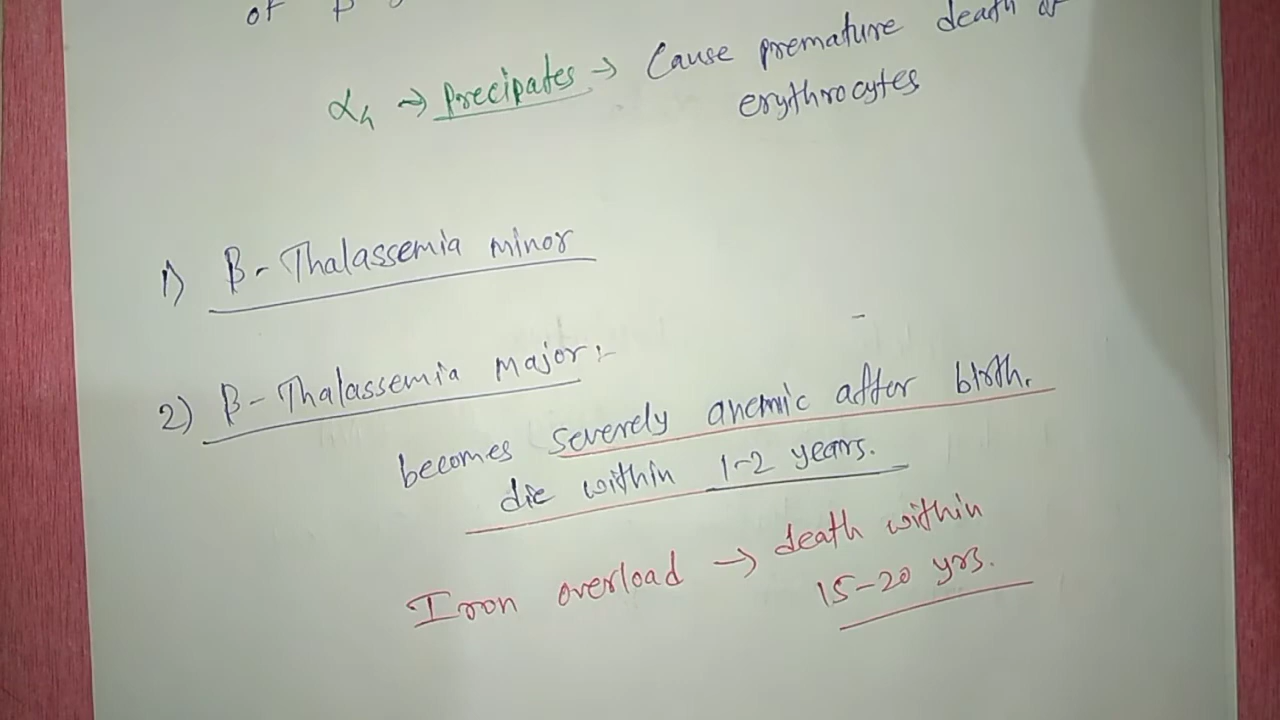 of β
α4 → Precipates → Cause premature death of
erythrocytes
1) β-Thalassemia minor
2) β-Thalassemia major:-
becomes severely anemic after birth.
die within 1-2 years.
Iron overload → death within
15-20 yrs.